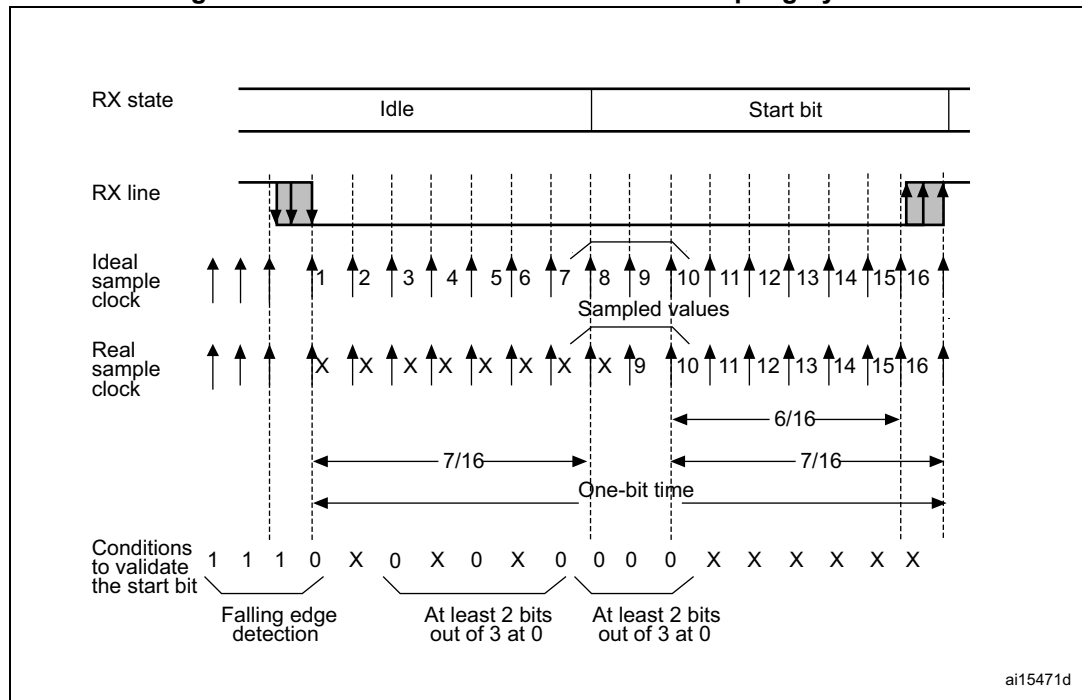 RX state
Idle
Start bit
RX line
Ideal
sample
clock
1 2 3 4 5 6 7 8 9 10 11 12 13 14 15 16
Sampled values
Real
sample
clock
X X X X X X X X 9 10 11 12 13 14 15 16
6/16
7/16
7/16
One-bit time
Conditions
to validate
the start bit
1 1 1 0 X 0 X 0 X 0 0 0 0 X X X X X X
Falling edge
detection
At least 2 bits
out of 3 at 0
At least 2 bits
out of 3 at 0
ai15471d